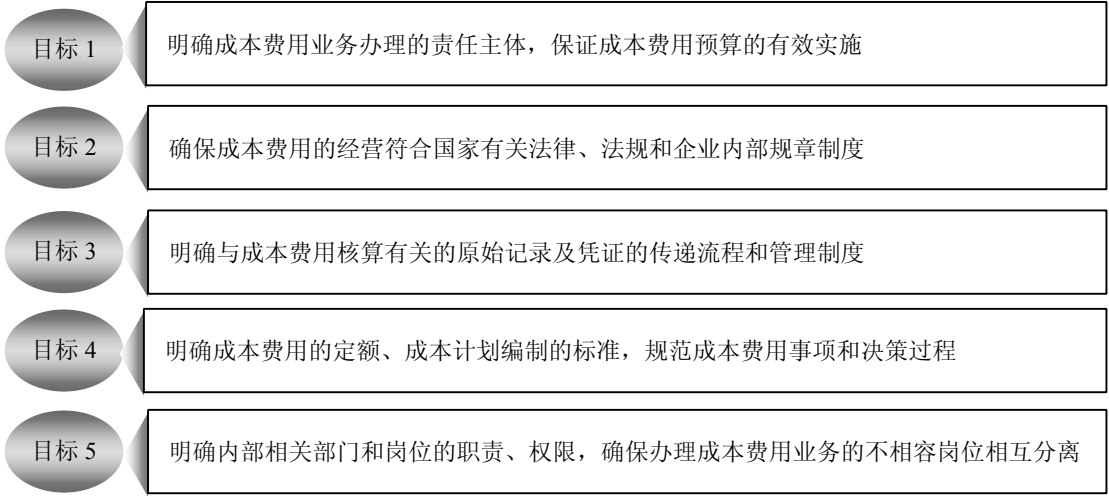 目标 1
明确成本费用业务办理的责任主体，保证成本费用预算的有效实施
目标 2
确保成本费用的经营符合国家有关法律、法规和企业内部规章制度
目标 3
明确与成本费用核算有关的原始记录及凭证的传递流程和管理制度
目标 4
明确成本费用的定额、成本计划编制的标准，规范成本费用事项和决策过程
目标 5
明确内部相关部门和岗位的职责、权限，确保办理成本费用业务的不相容岗位相互分离